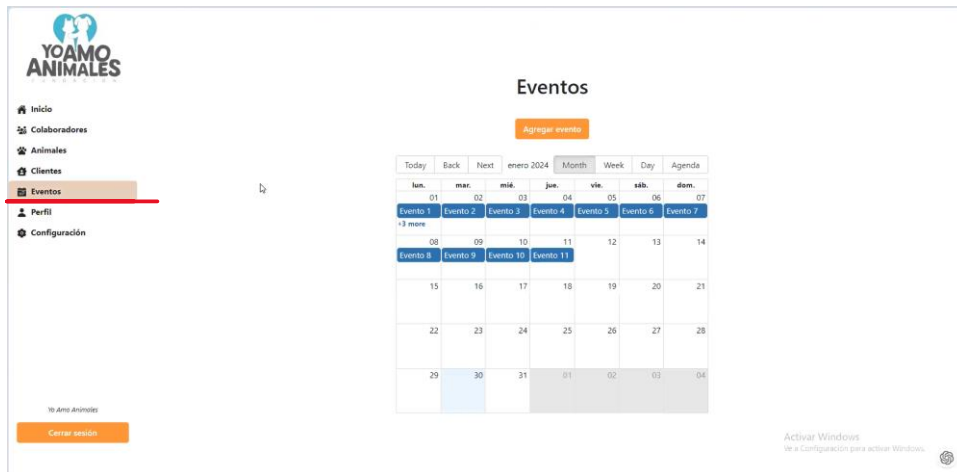 YO AMO
ANIMALES
FUNDACIÓN
Inicio
Colaboradores
Animales
Clientes
Eventos
Perfil
Configuración
Yo Amo Animales
Cerrar sesión
Eventos
Agregar evento
Today Back Next enero 2024 Month Week Day Agenda
lun. mar. mié. jue. vie. sáb. dom.
01 02 03 04 05 06 07
Evento 1 Evento 2 Evento 3 Evento 4 Evento 5 Evento 6 Evento 7
+3 more
08 09 10 11 12 13 14
Evento 8 Evento 9 Evento 10 Evento 11
15 16 17 18 19 20 21
22 23 24 25 26 27 28
29 30 31 01 02 03 04
Activar Windows
Ve a Configuración para activar Windows.